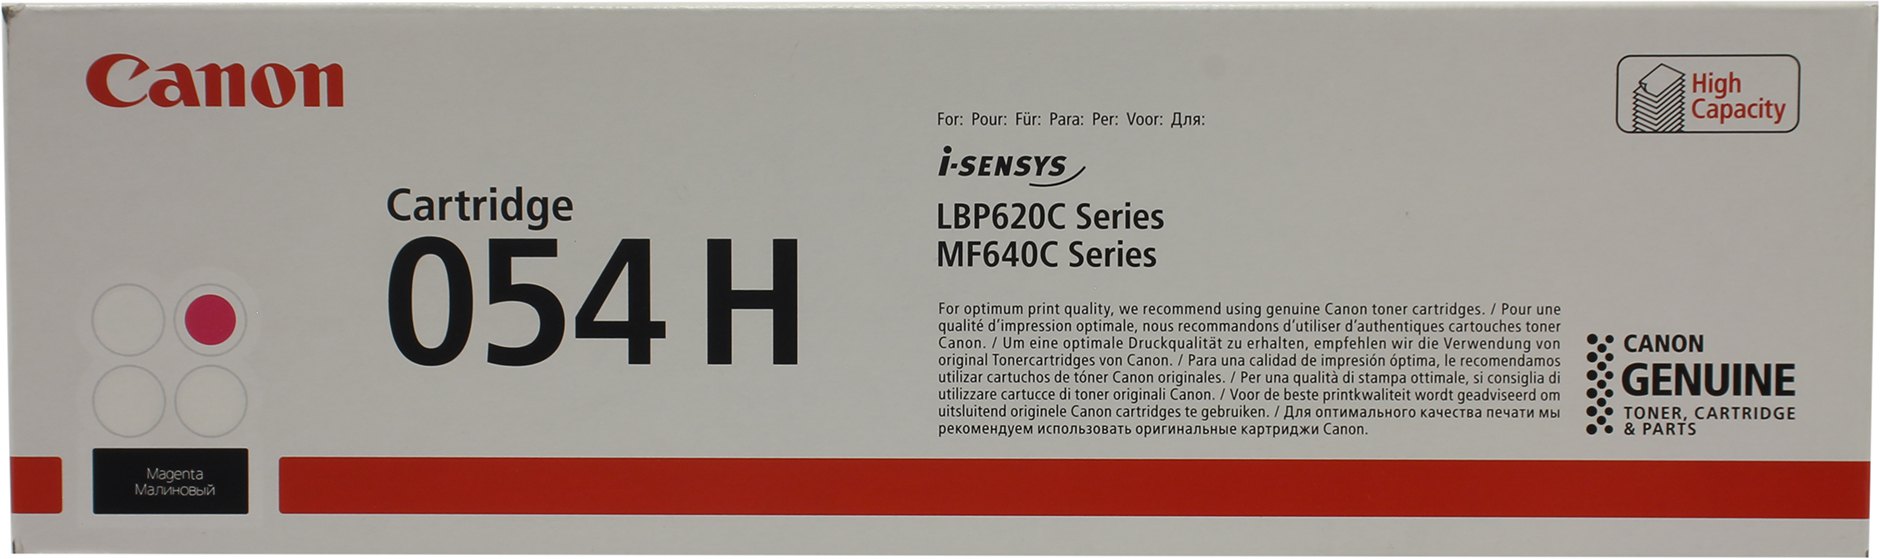 Canon
High
Capacity
For: Pour: Für: Para: Per: Voor: Для:
i-SENSYS
Cartridge
054 H
LBP620C Series
MF640C Series
For optimum print quality, we recommend using genuine Canon toner cartridges. / Pour une
qualité d'impression optimale, nous recommandons d'utiliser d'authentiques cartouches toner
Canon. / Um eine optimale Druckqualität zu erhalten, empfehlen wir die Verwendung von
original Tonercartridges von Canon. / Para una calidad de impresión óptima, le recomendamos
utilizar cartuchos de tóner Canon originales. / Per una qualità di stampa ottimale, si consiglia di
utilizzare cartucce di toner originali Canon. / Voor de beste printkwaliteit wordt geadviseerd om
uitsluitend originele Canon cartridges te gebruiken. / Для оптимального качества печати мы
рекомендуем использовать оригинальные картриджи Canon.
CANON
GENUINE
TONER, CARTRIDGE
& PARTS
Magenta
Малиновый